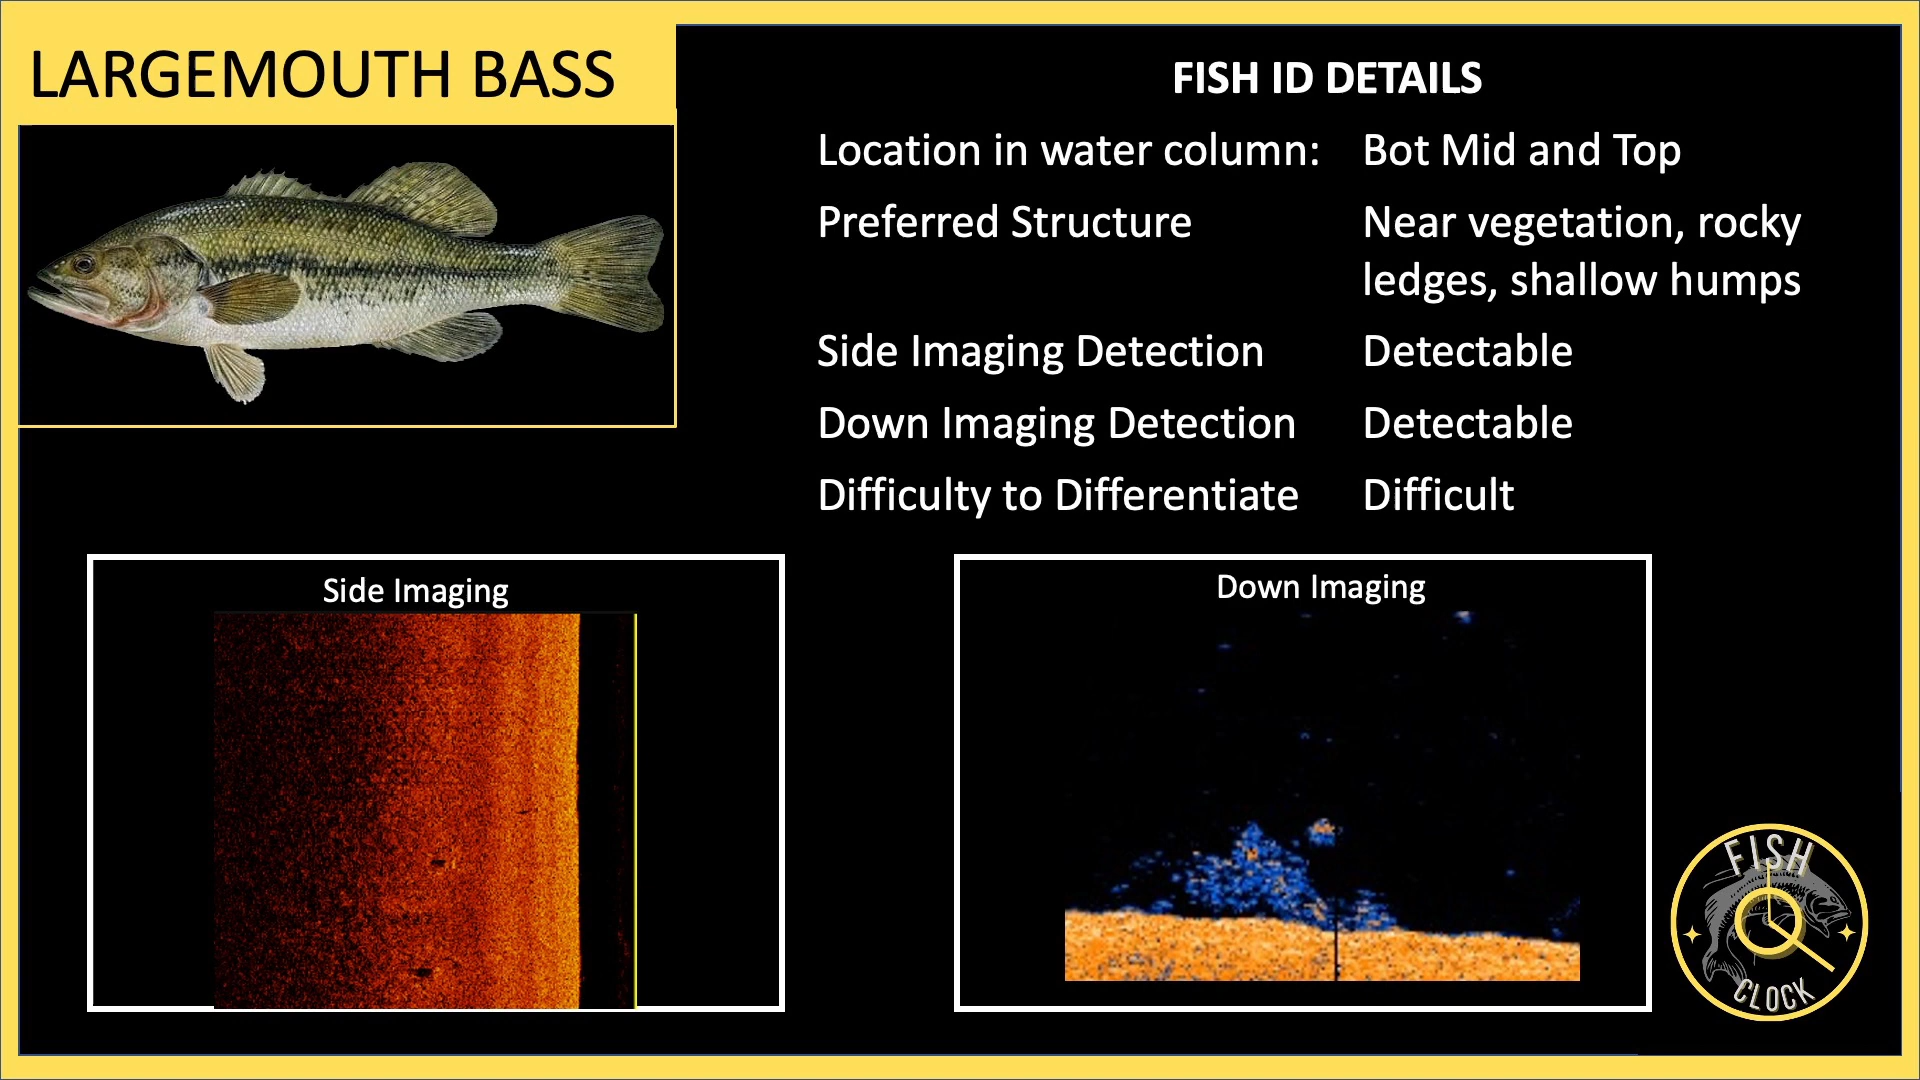 LARGEMOUTH BASS
FISH ID DETAILS
Location in water column: Bot Mid and Top
Preferred Structure Near vegetation, rocky
ledges, shallow humps
Side Imaging Detection Detectable
Down Imaging Detection Detectable
Difficulty to Differentiate Difficult
Side Imaging
Down Imaging
FISH
CLOCK